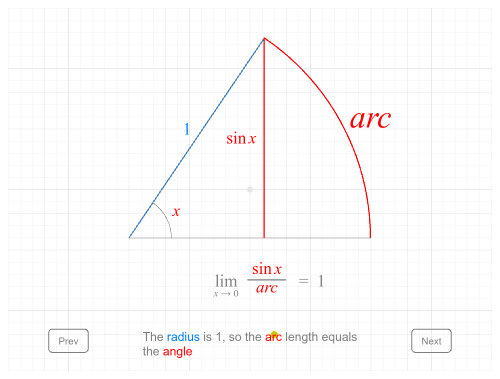 1
sin x
arc
x
lim x → 0 sin x / arc = 1
Prev
The radius is 1, so the arc length equals
the angle
Next